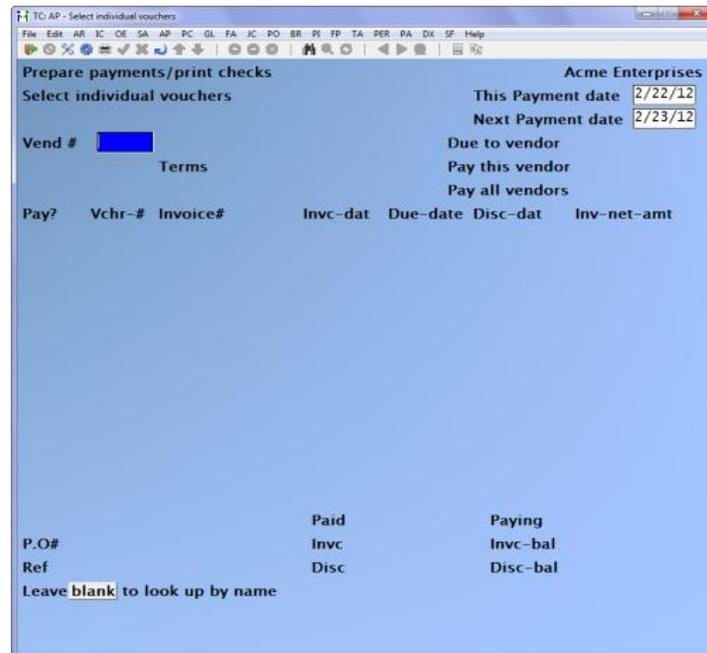 TC: AP - Select individual vouchers
File Edit AR IC OE SA AP PC GL FA JC PO BR PI FP TA PER PA DX SF Help
Prepare payments/print checks Acme Enterprises
Select individual vouchers This Payment date 2/22/12
Next Payment date 2/23/12
Vend # Due to vendor
Terms Pay this vendor
Pay all vendors
Pay? Vchr-# Invoice# Invc-dat Due-date Disc-dat Inv-net-amt
Paid Paying
P.O# Invc Invc-bal
Ref Disc Disc-bal
Leave blank to look up by name